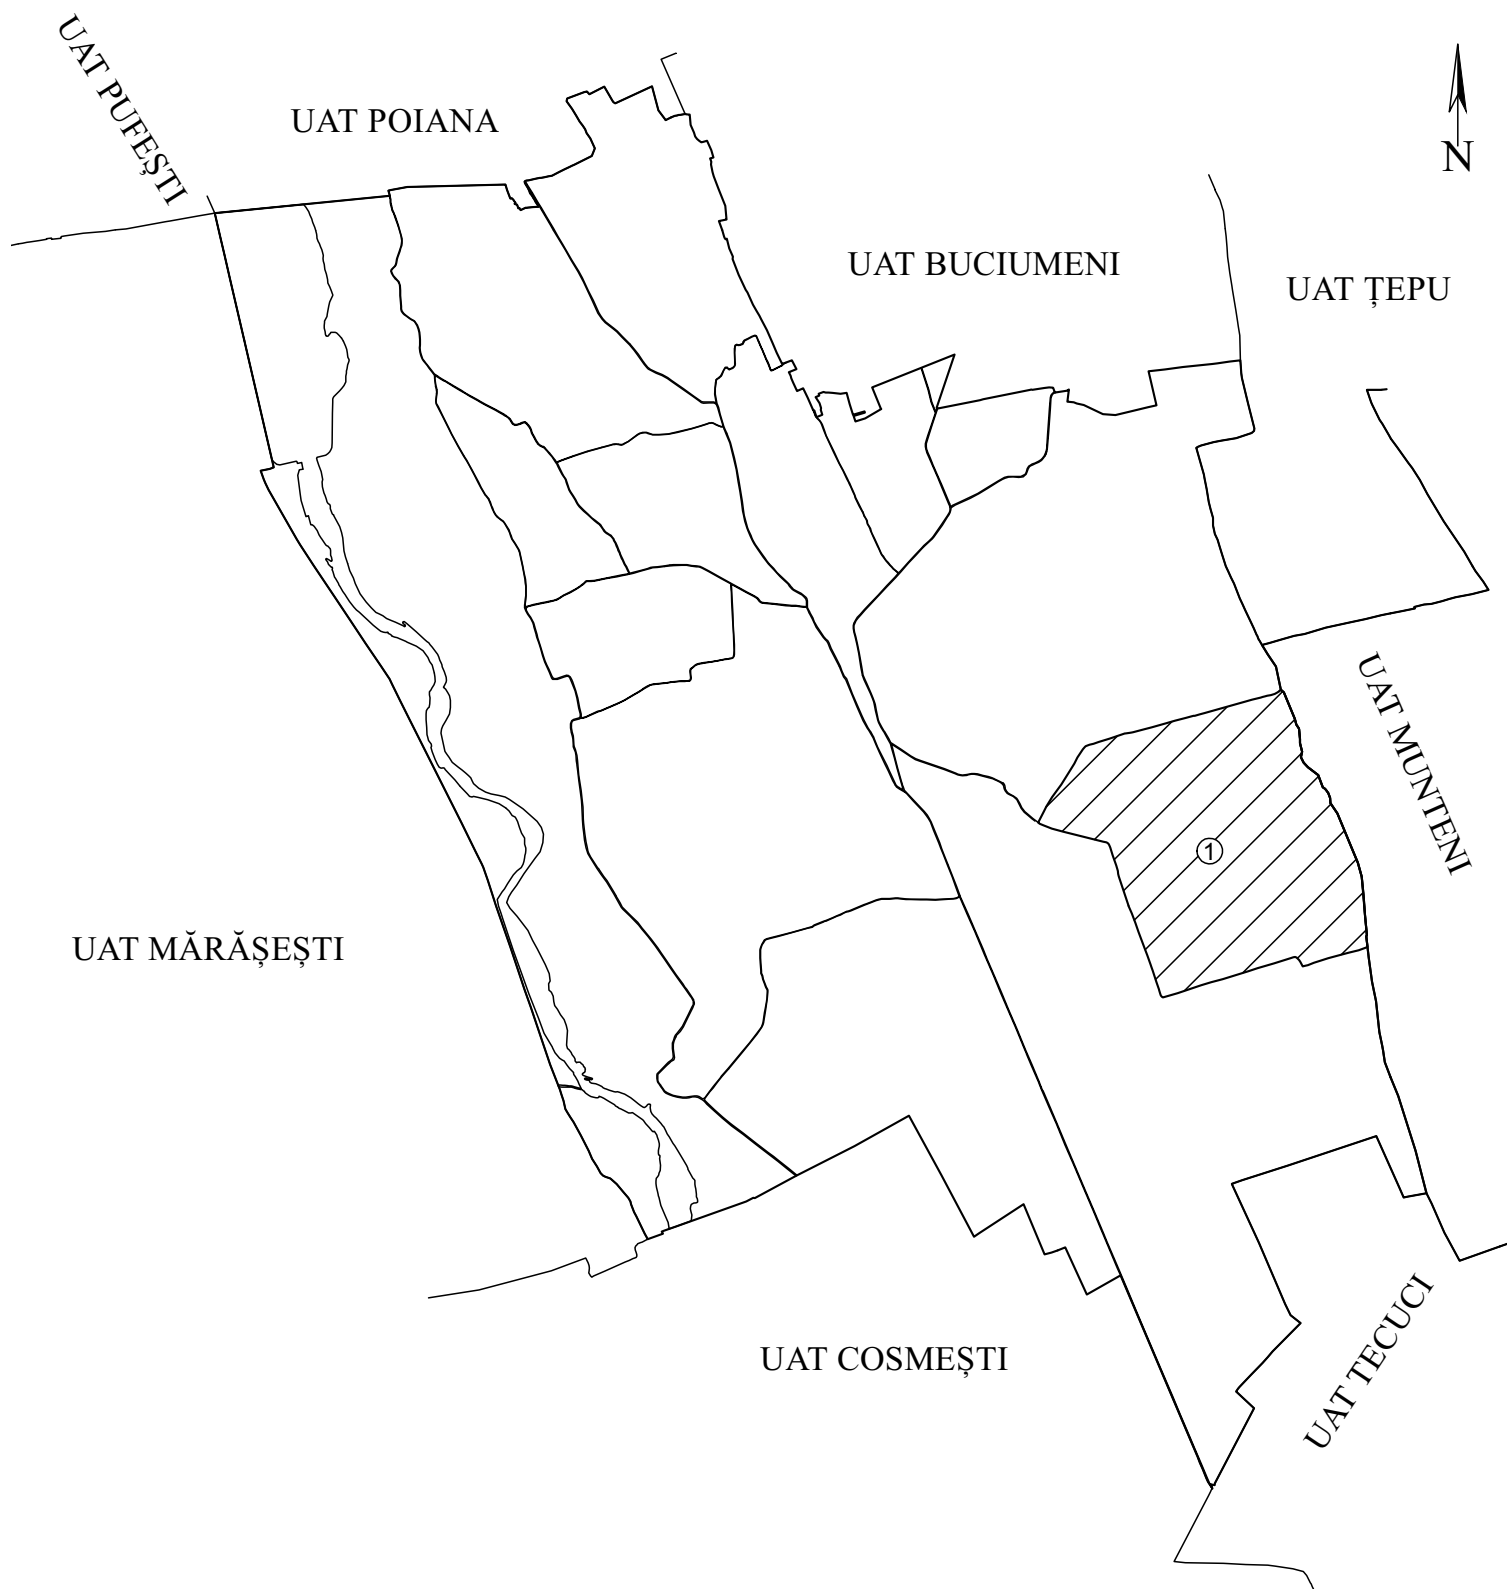 UAT PUFEȘTI
UAT POIANA
N
UAT BUCIUMENI
UAT ȚEPU
UAT MUNTENI
1
UAT MĂRĂȘEȘTI
UAT COSMEȘTI
UAT TECUCI